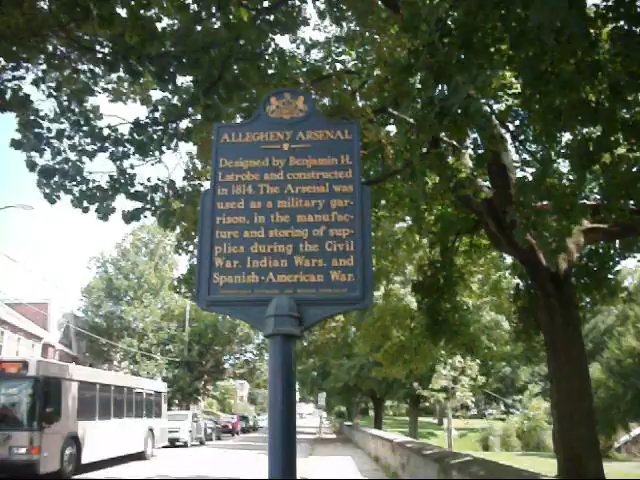 ALLEGHENY ARSENAL
Designed by Benjamin H.
Latrobe and constructed
in 1814. The Arsenal was
used as a military gar-
rison, in the manufac-
ture and storing of sup-
plies during the Civil
War, Indian Wars, and
Spanish-American War.